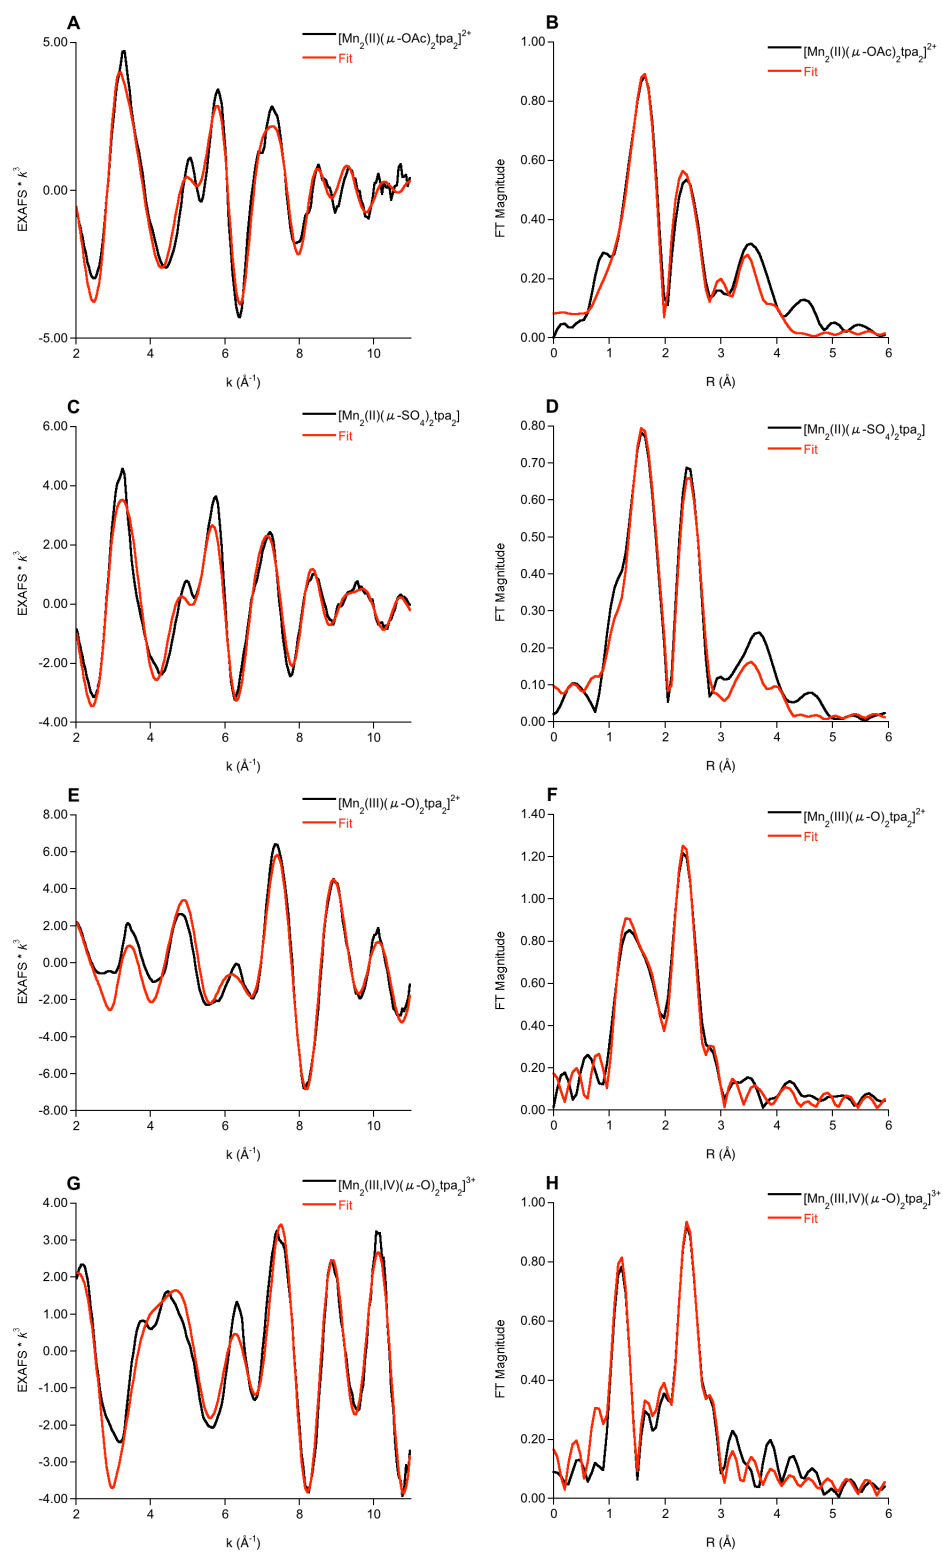 A
[Mn2(II)(μ-OAc)2tpa2]2+
Fit
5.00
0.00
-5.00
EXAFS * k3
2 4 6 8 10
k (Å-1)
B
[Mn2(II)(μ-OAc)2tpa2]2+
Fit
1.00
0.80
0.60
0.40
0.20
0.00
FT Magnitude
0 1 2 3 4 5 6
R (Å)
C
[Mn2(II)(μ-SO4)2tpa2]
Fit
6.00
4.00
2.00
0.00
-2.00
-4.00
EXAFS * k3
2 4 6 8 10
k (Å-1)
D
[Mn2(II)(μ-SO4)2tpa2]
Fit
0.80
0.70
0.60
0.50
0.40
0.30
0.20
0.10
0.00
FT Magnitude
0 1 2 3 4 5 6
R (Å)
E
[Mn2(III)(μ-O)2tpa2]2+
Fit
8.00
6.00
4.00
2.00
0.00
-2.00
-4.00
-6.00
-8.00
EXAFS * k3
2 4 6 8 10
k (Å-1)
F
[Mn2(III)(μ-O)2tpa2]2+
Fit
1.40
1.20
1.00
0.80
0.60
0.40
0.20
0.00
FT Magnitude
0 1 2 3 4 5 6
R (Å)
G
[Mn2(III,IV)(μ-O)2tpa2]3+
Fit
4.00
3.00
2.00
1.00
0.00
-1.00
-2.00
-3.00
-4.00
EXAFS * k3
2 4 6 8 10
k (Å-1)
H
[Mn2(III,IV)(μ-O)2tpa2]3+
Fit
1.00
0.80
0.60
0.40
0.20
0.00
FT Magnitude
0 1 2 3 4 5 6
R (Å)